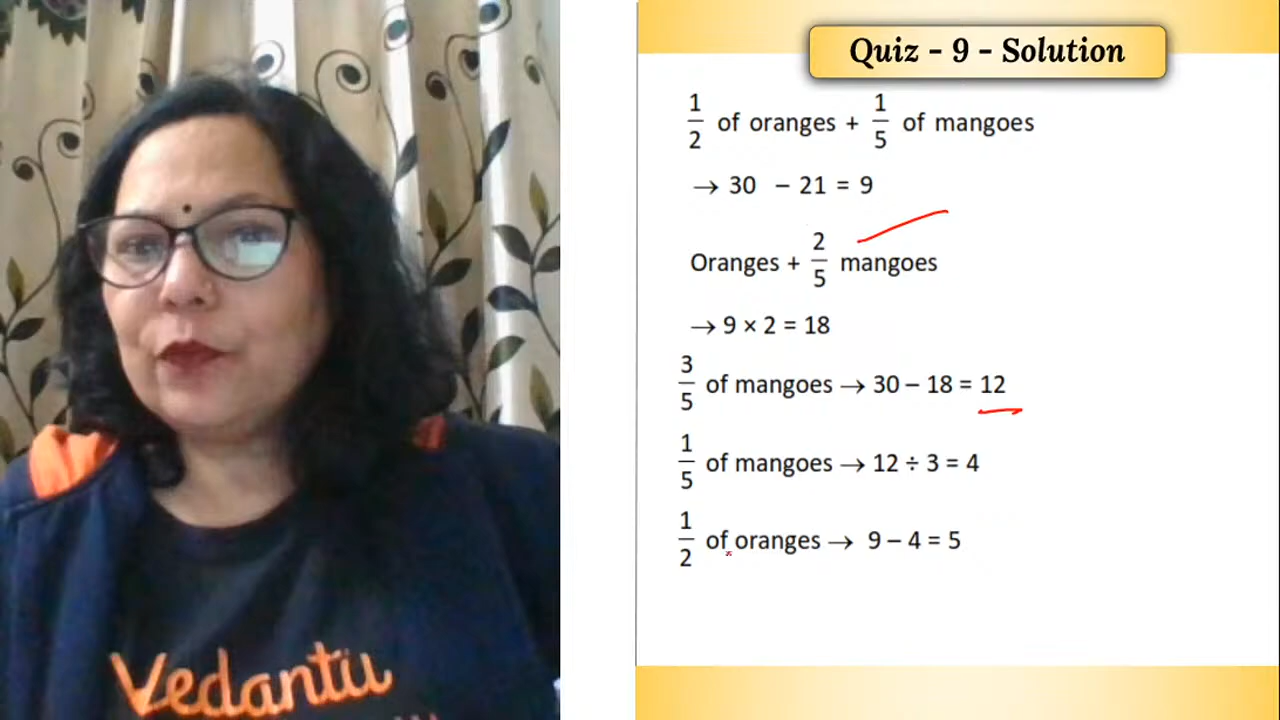 Quiz - 9 - Solution
1/2 of oranges + 1/5 of mangoes
→ 30 − 21 = 9
Oranges + 2/5 mangoes
→ 9 × 2 = 18
3/5 of mangoes → 30 − 18 = 12
1/5 of mangoes → 12 ÷ 3 = 4
1/2 of oranges → 9 − 4 = 5
Vedantu